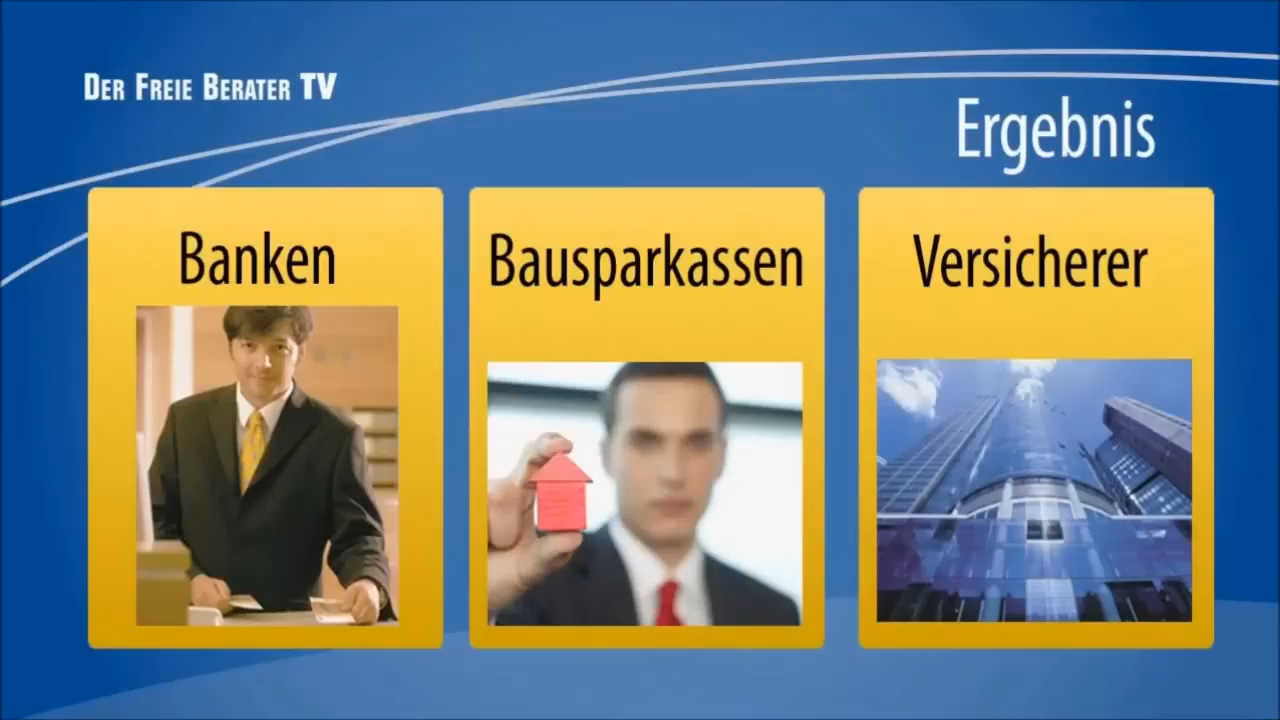 DER FREIE BERATER TV
Ergebnis
Banken
Bausparkassen
Versicherer